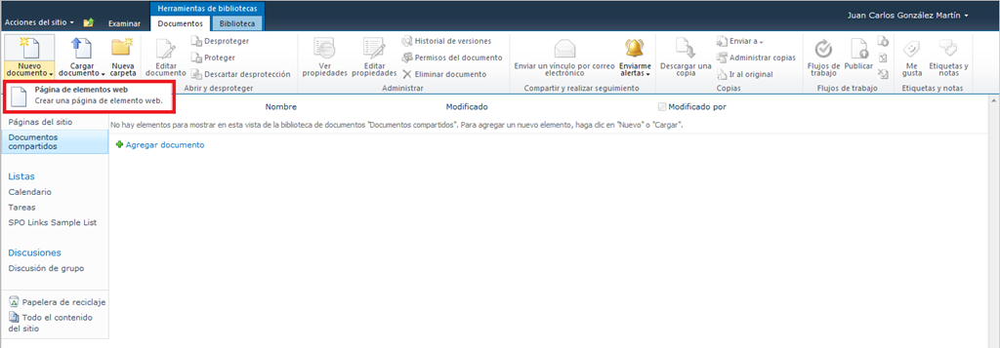 Herramientas de bibliotecas
Acciones del sitio
Examinar
Documentos
Biblioteca
Juan Carlos González Martín
Nuevo
documento
Cargar
documento
Nueva
carpeta
Editar
documento
Desproteger
Proteger
Descartar desprotección
Abrir y desproteger
Ver
propiedades
Editar
propiedades
Historial de versiones
Permisos del documento
Eliminar documento
Administrar
Enviar un vínculo por correo
electrónico
Enviarme
alertas
Compartir y realizar seguimiento
Descargar una
copia
Enviar a
Administrar copias
Ir al original
Copias
Flujos de
trabajo
Publicar
Flujos de trabajo
Me
gusta
Etiquetas y
notas
Etiquetas y notas
Página de elementos web
Crear una página de elemento web.
Nombre
Modificado
Modificado por
No hay elementos para mostrar en esta vista de la biblioteca de documentos "Documentos compartidos". Para agregar un nuevo elemento, haga clic en "Nuevo" o "Cargar".
Agregar documento
Páginas del sitio
Documentos
compartidos
Listas
Calendario
Tareas
SPO Links Sample List
Discusiones
Discusión de grupo
Papelera de reciclaje
Todo el contenido
del sitio